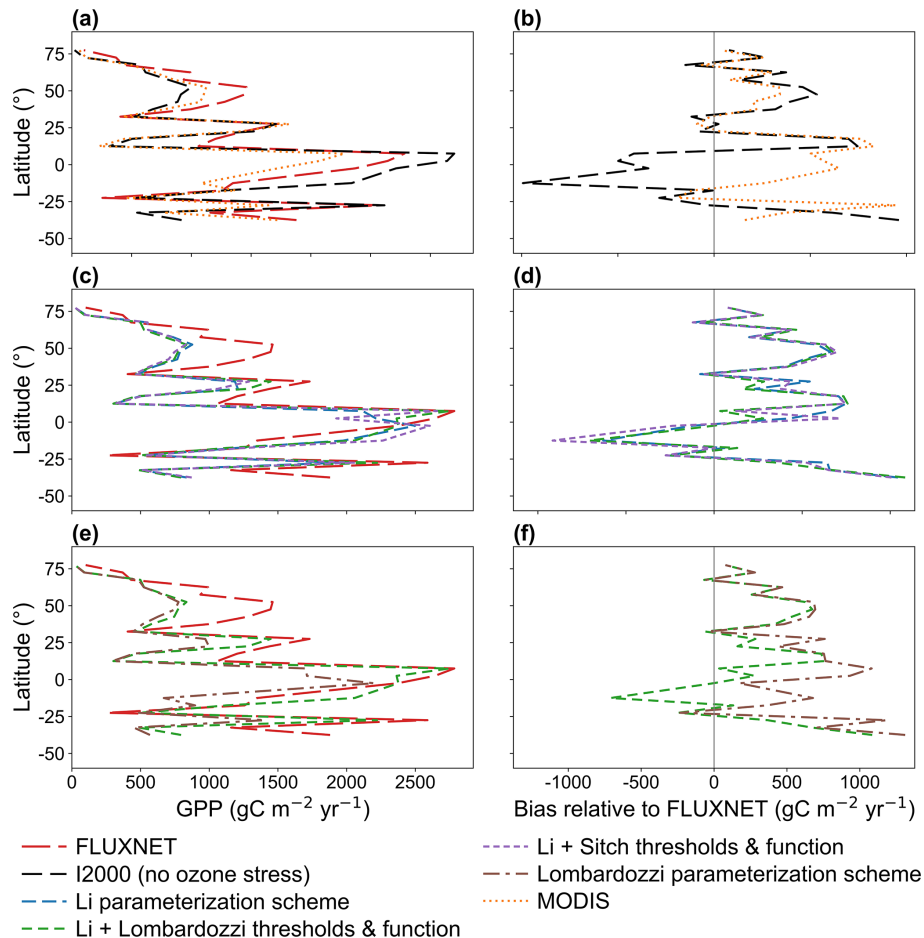 (a)
(b)
Latitude (°)
75
50
25
0
-25
-50
(c)
(d)
Latitude (°)
75
50
25
0
-25
-50
(e)
(f)
Latitude (°)
75
50
25
0
-25
-50
0 500 1000 1500 2000 2500
-1000 -500 0 500 1000
GPP (gC m⁻² yr⁻¹)
Bias relative to FLUXNET (gC m⁻² yr⁻¹)
FLUXNET
I2000 (no ozone stress)
Li parameterization scheme
Li + Lombardozzi thresholds & function
Li + Sitch thresholds & function
Lombardozzi parameterization scheme
MODIS